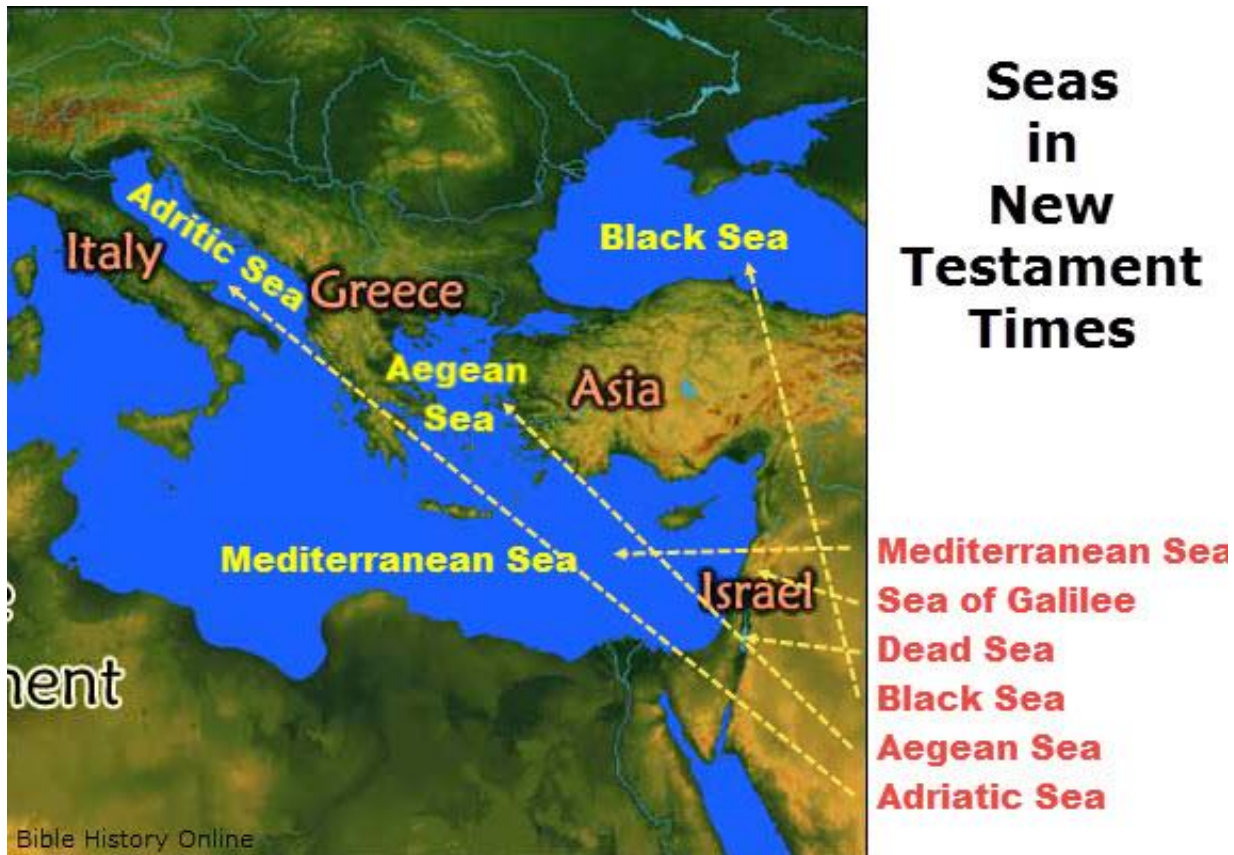 Seas
in
New
Testament
Times
Adritic Sea
Italy
Greece
Black Sea
Aegean
Sea
Asia
Mediterranean Sea
Israel
Mediterranean Sea
Sea of Galilee
Dead Sea
Black Sea
Aegean Sea
Adriatic Sea
e
ment
Bible History Online